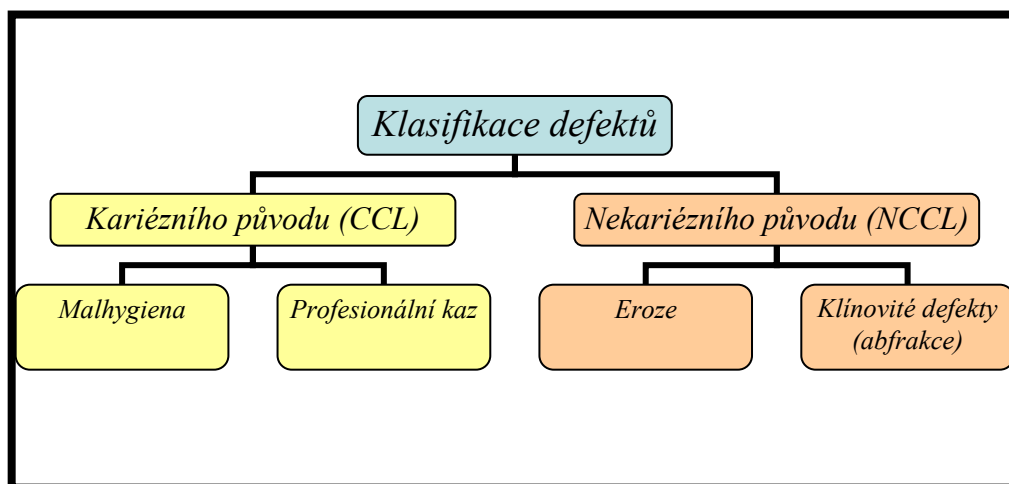 Klasifikace defektů
Kariézního původu (CCL)
Nekariézního původu (NCCL)
Malhygiena
Profesionální kaz
Eroze
Klínovité defekty
(abfrakce)